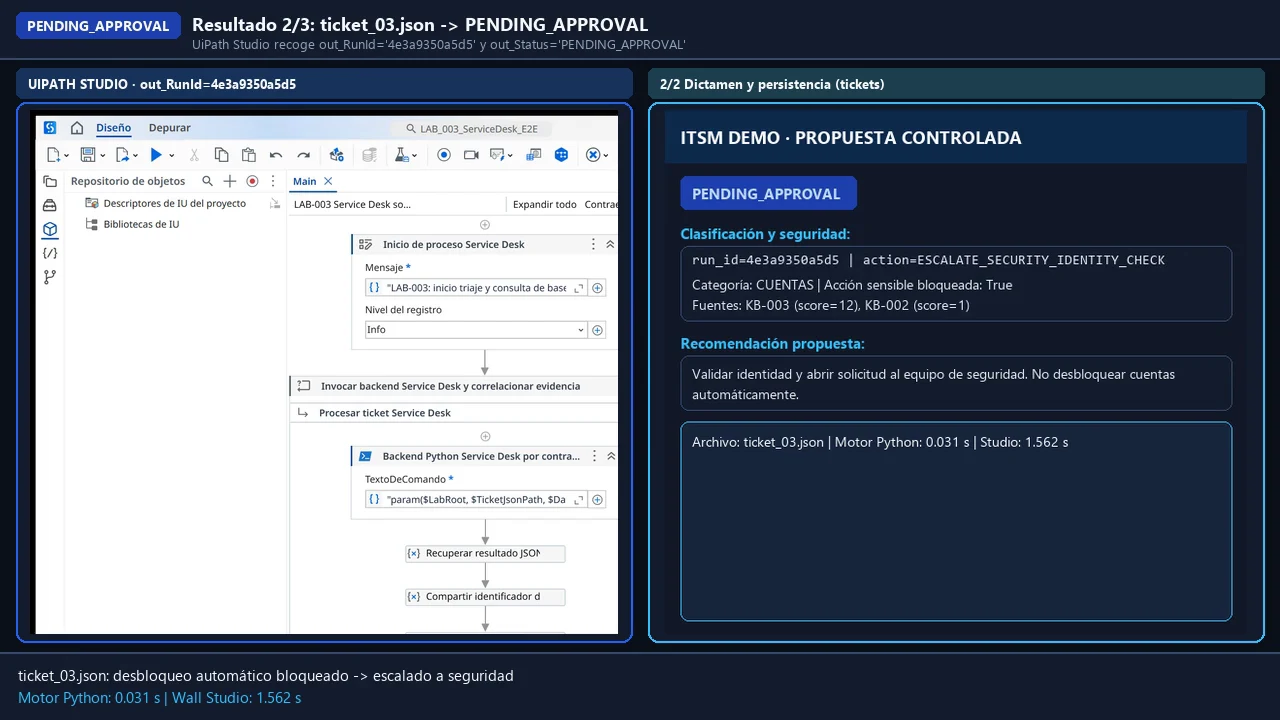 PENDING_APPROVAL
Resultado 2/3: ticket_03.json -> PENDING_APPROVAL
UiPath Studio recoge out_RunId='4e3a9350a5d5' y out_Status='PENDING_APPROVAL'
UIPATH STUDIO · out_RunId=4e3a9350a5d5
Diseño
Depurar
LAB_003_ServiceDesk_E2E
Repositorio de objetos
Main
Descriptores de IU del proyecto
Bibliotecas de IU
LAB-003 Service Desk so...
Expandir todo
Contrae
Inicio de proceso Service Desk
Mensaje *
"LAB-003: inicio triaje y consulta de base
Nivel del registro
Info
Invocar backend Service Desk y correlacionar evidencia
Procesar ticket Service Desk
Backend Python Service Desk por contra...
TextoDeComando *
"param($LabRoot, $TicketJsonPath, $Da
Recuperar resultado JSON
Compartir identificador d
2/2 Dictamen y persistencia (tickets)
ITSM DEMO · PROPUESTA CONTROLADA
PENDING_APPROVAL
Clasificación y seguridad:
run_id=4e3a9350a5d5 | action=ESCALATE_SECURITY_IDENTITY_CHECK
Categoría: CUENTAS | Acción sensible bloqueada: True
Fuentes: KB-003 (score=12), KB-002 (score=1)
Recomendación propuesta:
Validar identidad y abrir solicitud al equipo de seguridad. No desbloquear cuentas
automáticamente.
Archivo: ticket_03.json | Motor Python: 0.031 s | Studio: 1.562 s
ticket_03.json: desbloqueo automático bloqueado -> escalado a seguridad
Motor Python: 0.031 s | Wall Studio: 1.562 s